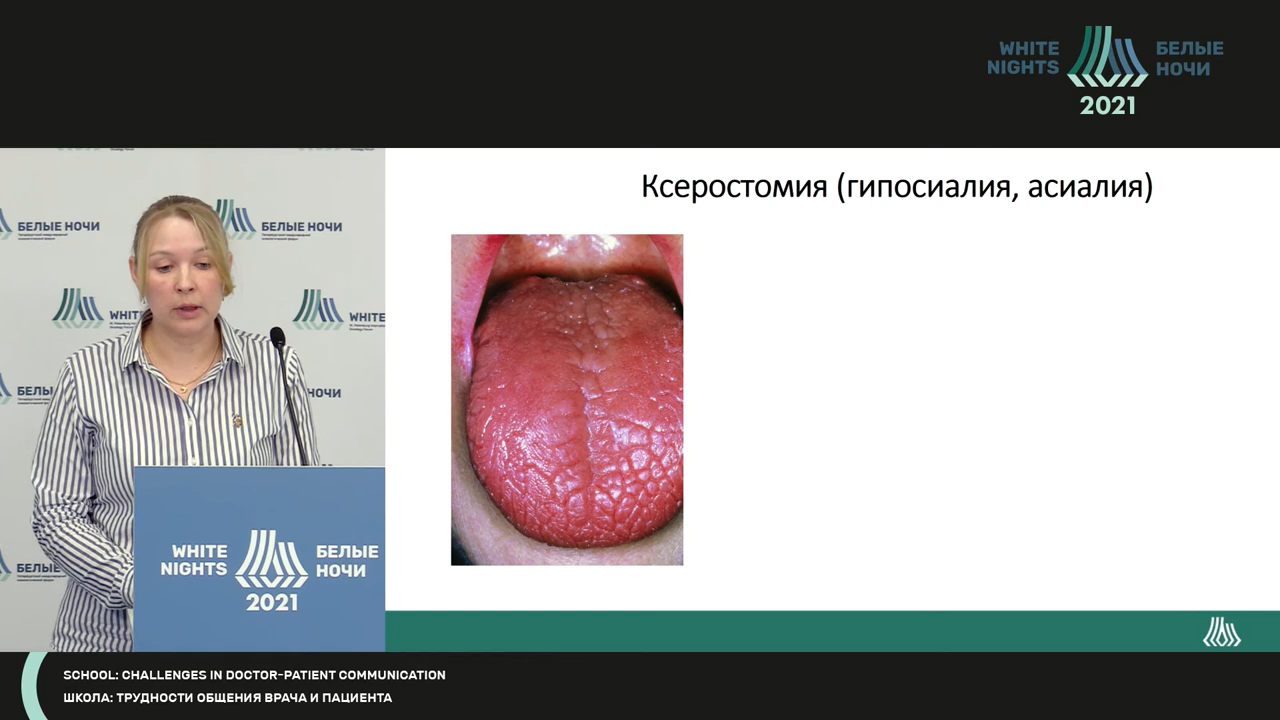 WHITE
NIGHTS
БЕЛЫЕ
НОЧИ
2021
Ксеростомия (гипосиалия, асиалия)
БЕЛЫЕ НОЧИ
БЕЛЫЕ НОЧИ
WHITE
WHITE
БЕЛЫ
НОЧИ
БЕЛЫЕ
WHITE
NIGHTS
БЕЛЫЕ
НОЧИ
2021
SCHOOL: CHALLENGES IN DOCTOR-PATIENT COMMUNICATION
ШКОЛА: ТРУДНОСТИ ОБЩЕНИЯ ВРАЧА И ПАЦИЕНТА